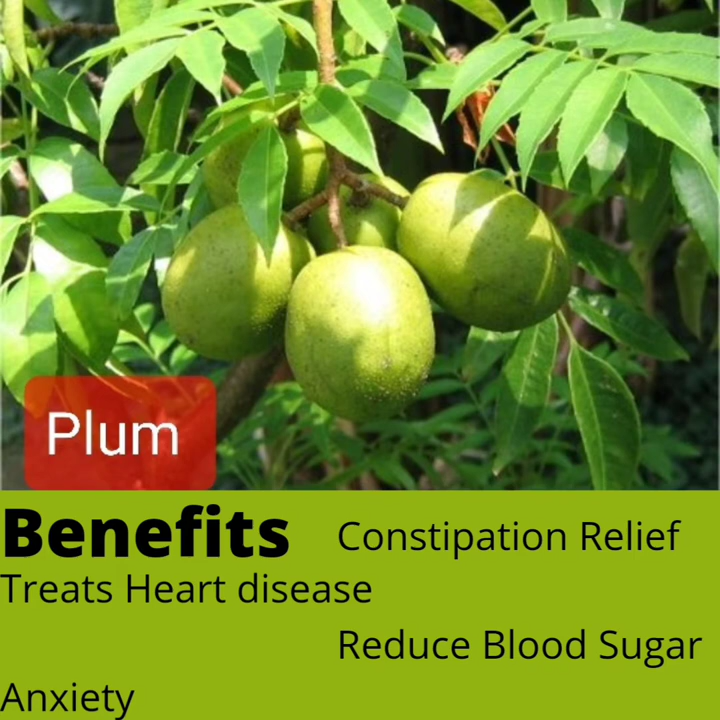 Plum
Benefits
Constipation Relief
Treats Heart disease
Reduce Blood Sugar
Anxiety